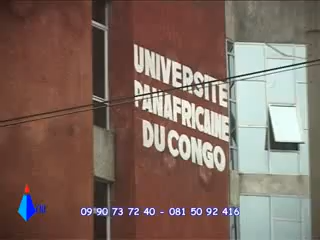 UNIVERSITE
PANAFRICAINE
DU CONGO
09 90 73 72 40 - 081 50 92 416